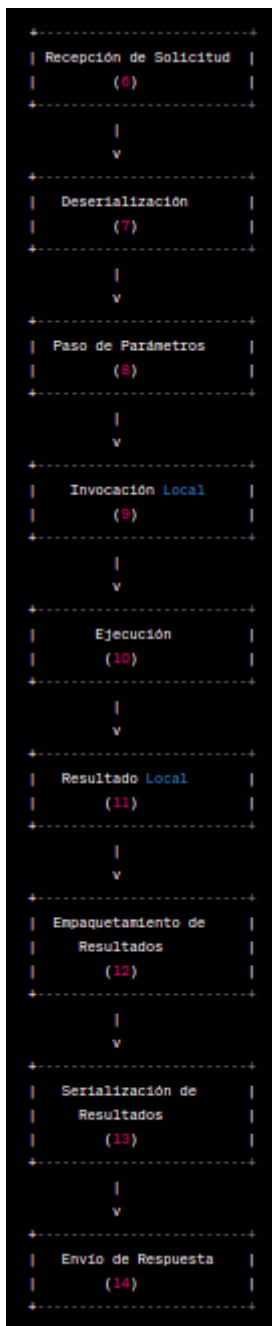 Recepción de Solicitud
(6)
v
Deserialización
(7)
v
Paso de Parámetros
(8)
v
Invocación Local
(9)
v
Ejecución
(10)
v
Resultado Local
(11)
v
Empaquetamiento de
Resultados
(12)
v
Serialización de
Resultados
(13)
v
Envío de Respuesta
(14)